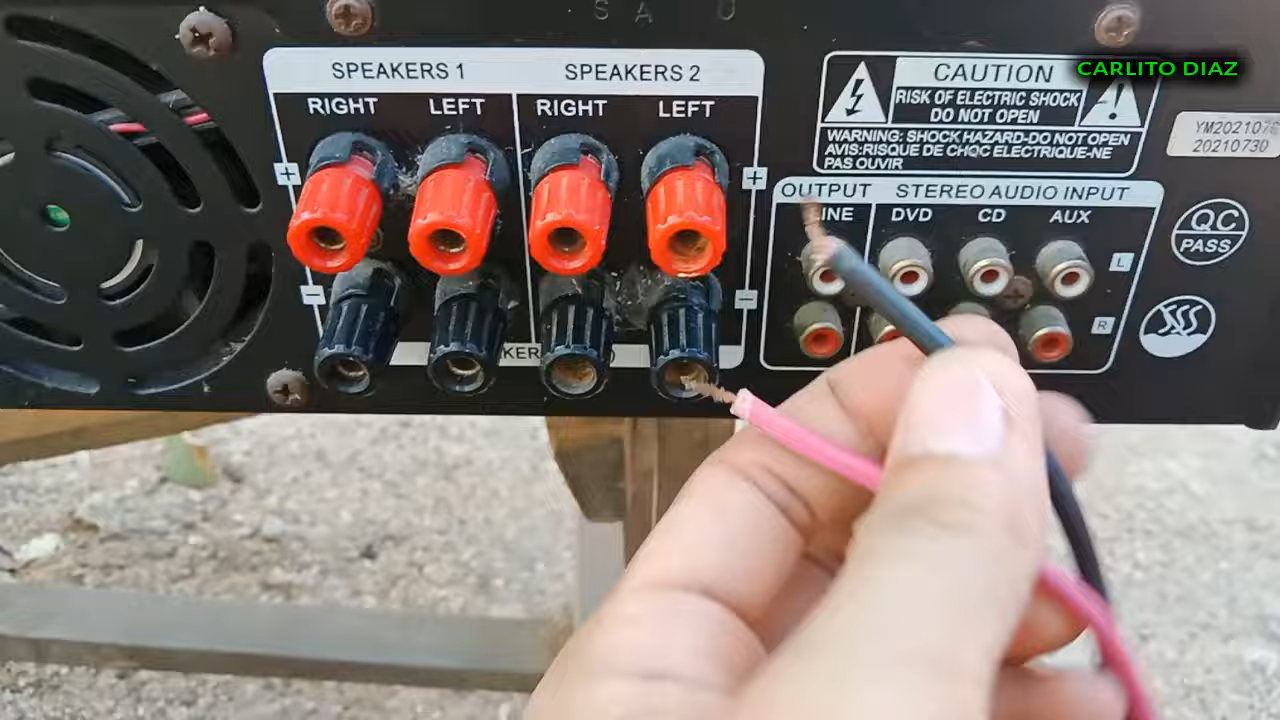 SPEAKERS 1
SPEAKERS 2
RIGHT
LEFT
RIGHT
LEFT
+
+
-
-
CAUTION
RISK OF ELECTRIC SHOCK
DO NOT OPEN
WARNING: SHOCK HAZARD-DO NOT OPEN
AVIS:RISQUE DE CHOC ELECTRIQUE-NE
PAS OUVRIR
CARLITO DIAZ
20210730
OUTPUT
STEREO AUDIO INPUT
LINE
DVD
CD
AUX
L
R
QC
PASS